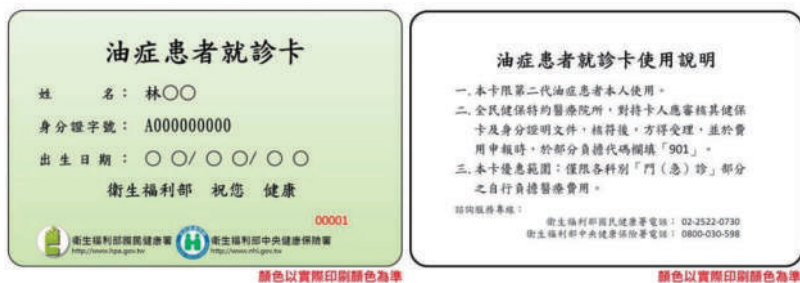 油症患者就診卡
姓 名： 林○○
身分證字號： A000000000
出生日期： ○ ○/ ○ ○/ ○ ○
衛生福利部 祝您 健康
00001
衛生福利部國民健康署
http://www.hpa.gov.tw
衛生福利部中央健康保險署
http://www.nhi.gov.tw
顏色以實際印刷顏色為準
油症患者就診卡使用說明
一、本卡限第二代油症患者本人使用。
二、全民健保特約醫療院所，對持卡人應審核其健保
卡及身分證明文件，核符後，方得受理，並於費
用申報時，於部分負擔代碼欄填「901」。
三、本卡優惠範圍：僅限各科別「門（急）診」部分
之自行負擔醫療費用。
諮詢服務專線：
衛生福利部國民健康署電話： 02-2522-0730
衛生福利部中央健康保險署電話： 0800-030-598
顏色以實際印刷顏色為準